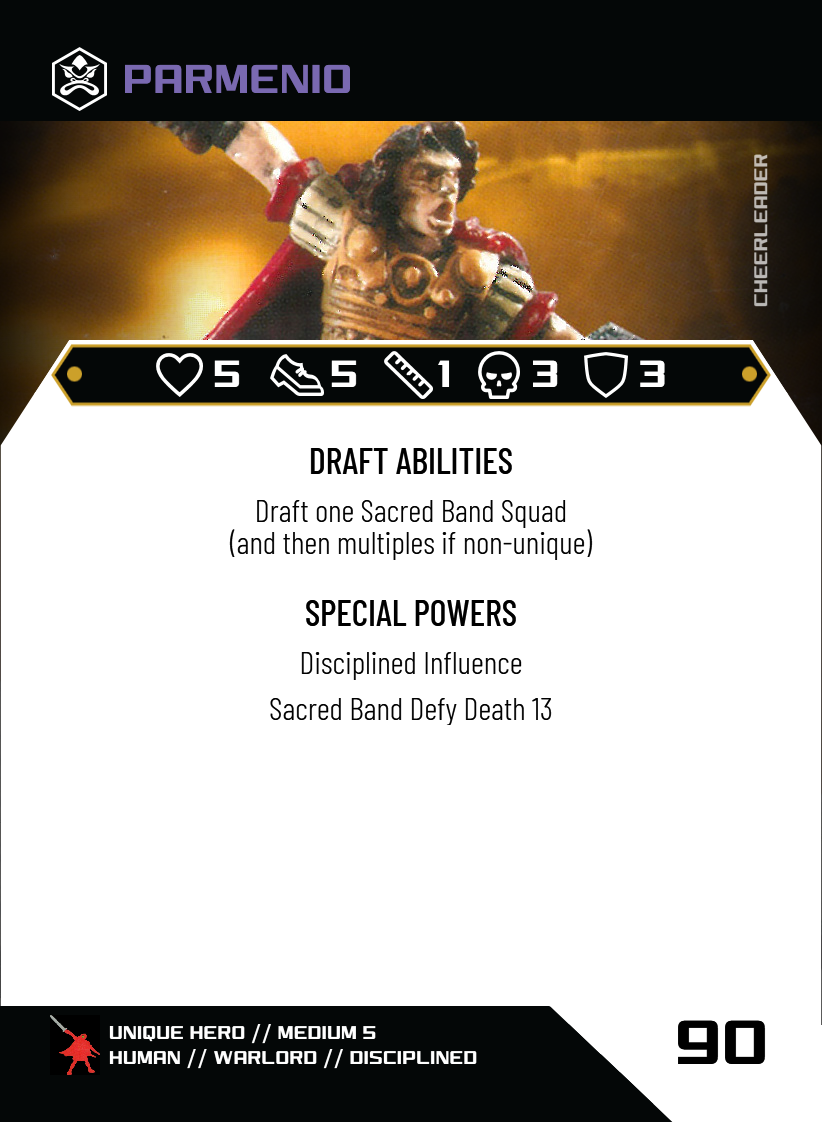 PARMENIO
CHEERLEADER
5 5 1 3 3
DRAFT ABILITIES
Draft one Sacred Band Squad
(and then multiples if non-unique)
SPECIAL POWERS
Disciplined Influence
Sacred Band Defy Death 13
UNIQUE HERO // MEDIUM 5
HUMAN // WARLORD // DISCIPLINED
90